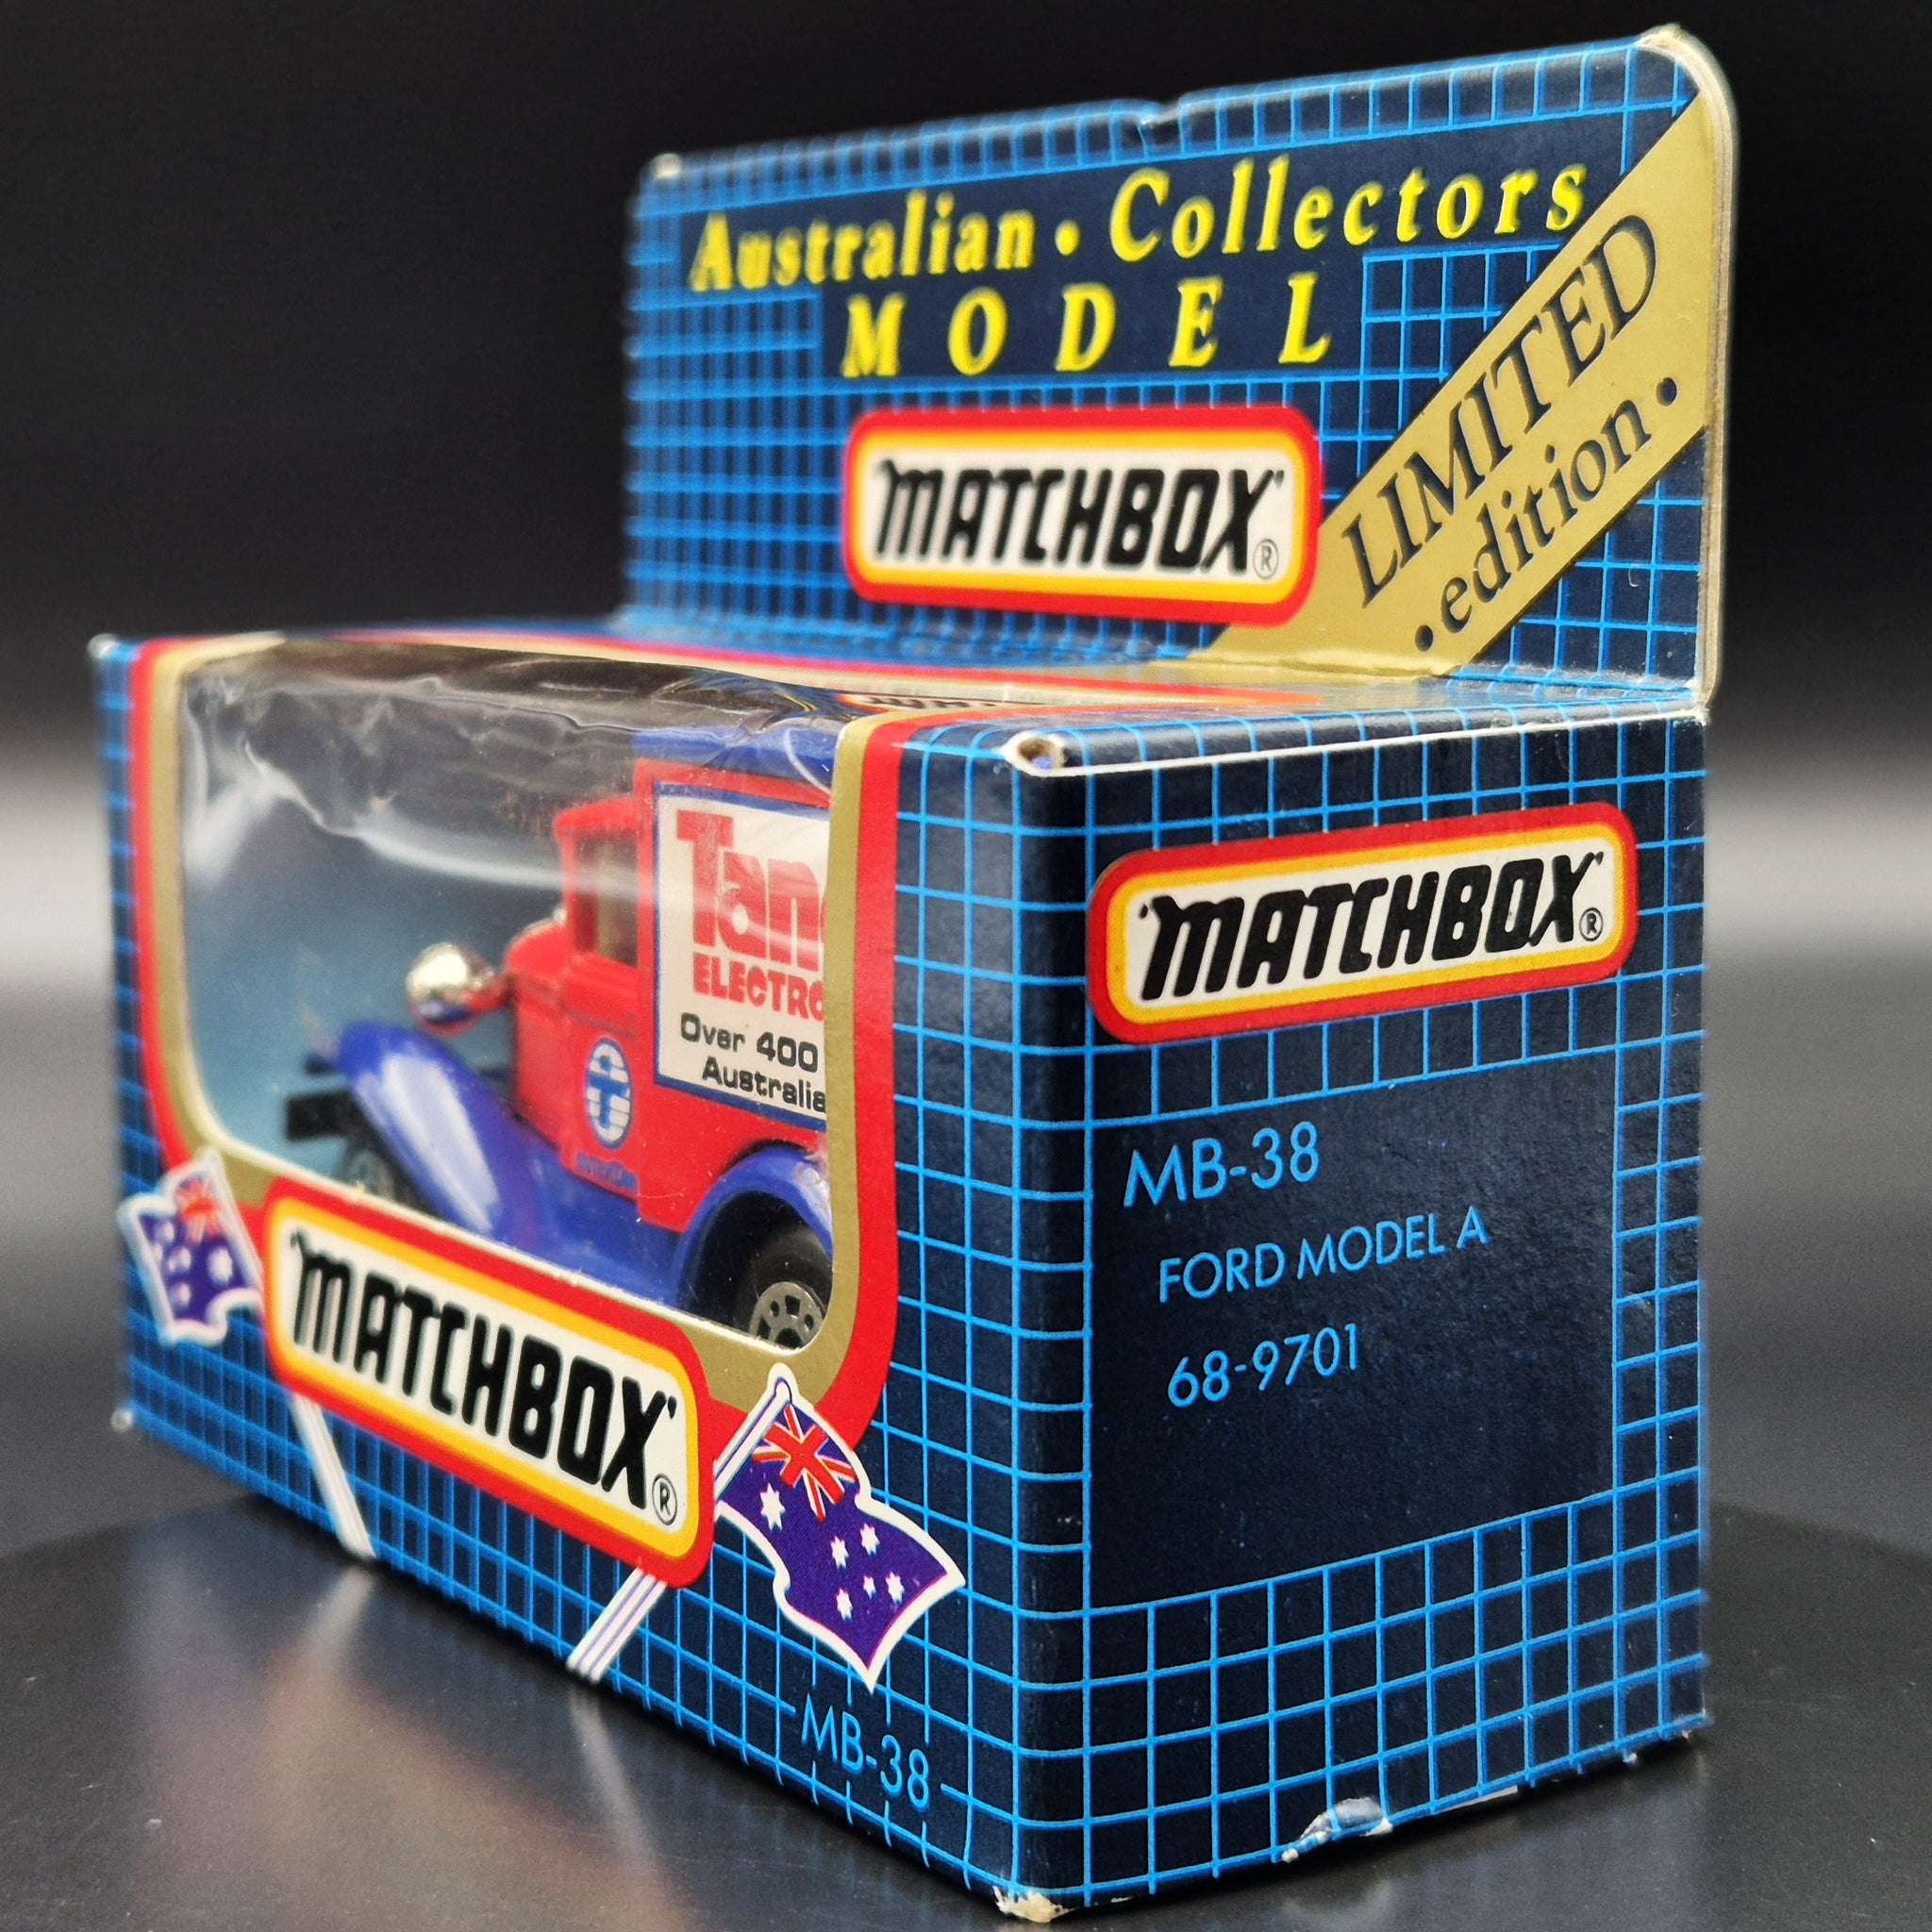 Australian • Collectors
MODEL
LIMITED
• edition •
'MATCHBOX'®
Tan
ELECTRO
Over 400
Australia
'MATCHBOX'®
MB-38
FORD MODEL A
68-9701
'MATCHBOX'®
MB-38